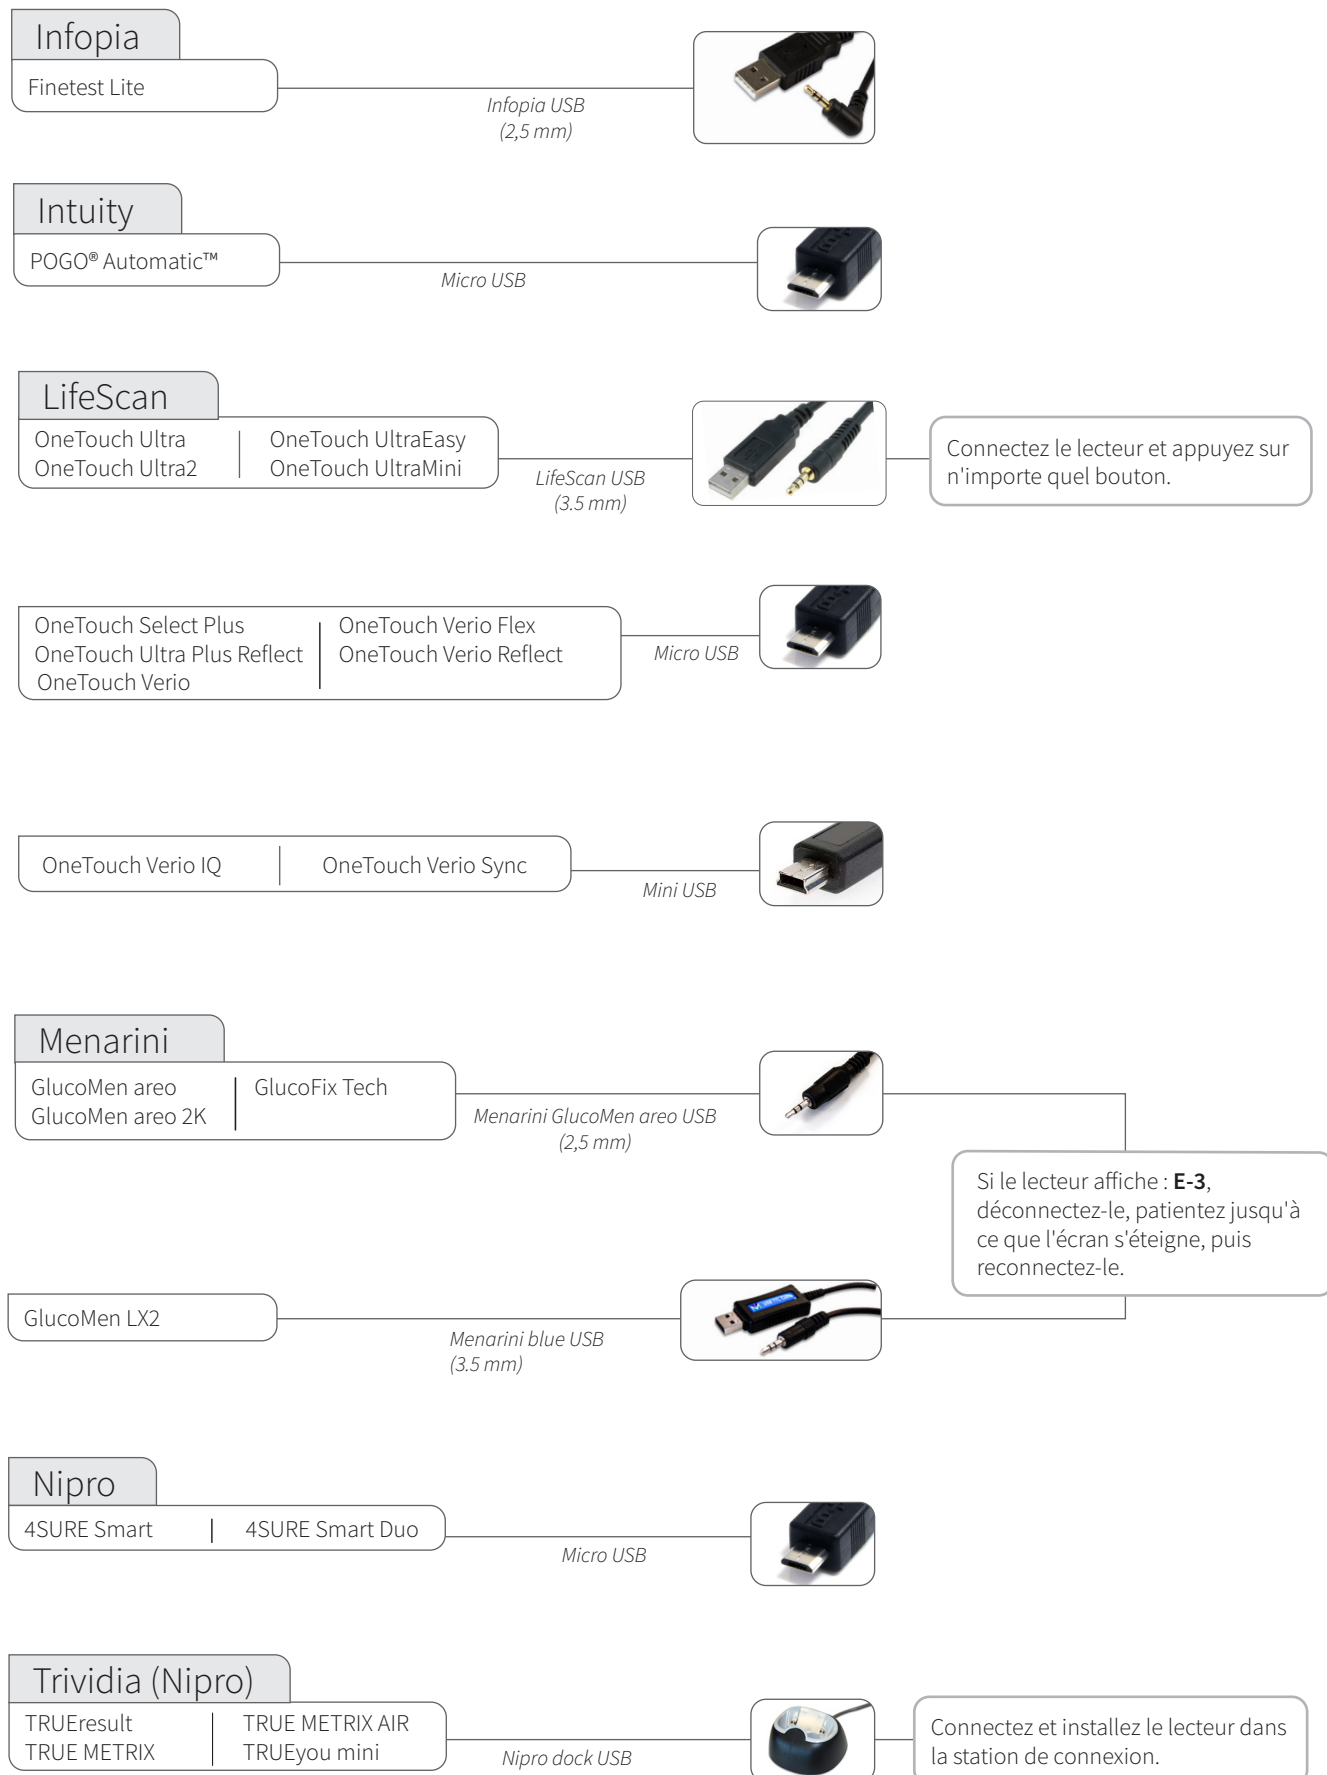 Infopia
Finetest Lite
Infopia USB
(2,5 mm)
Intuity
POGO® Automatic™
Micro USB
LifeScan
OneTouch Ultra
OneTouch Ultra2
OneTouch UltraEasy
OneTouch UltraMini
LifeScan USB
(3.5 mm)
Connectez le lecteur et appuyez sur
n'importe quel bouton.
OneTouch Select Plus
OneTouch Ultra Plus Reflect
OneTouch Verio
OneTouch Verio Flex
OneTouch Verio Reflect
Micro USB
OneTouch Verio IQ
OneTouch Verio Sync
Mini USB
Menarini
GlucoMen areo
GlucoMen areo 2K
GlucoFix Tech
Menarini GlucoMen areo USB
(2,5 mm)
Si le lecteur affiche : E-3,
déconnectez-le, patientez jusqu'à
ce que l'écran s'éteigne, puis
reconnectez-le.
GlucoMen LX2
Menarini blue USB
(3.5 mm)
Nipro
4SURE Smart
4SURE Smart Duo
Micro USB
Trividia (Nipro)
TRUEresult
TRUE METRIX
TRUE METRIX AIR
TRUEyou mini
Nipro dock USB
Connectez et installez le lecteur dans
la station de connexion.